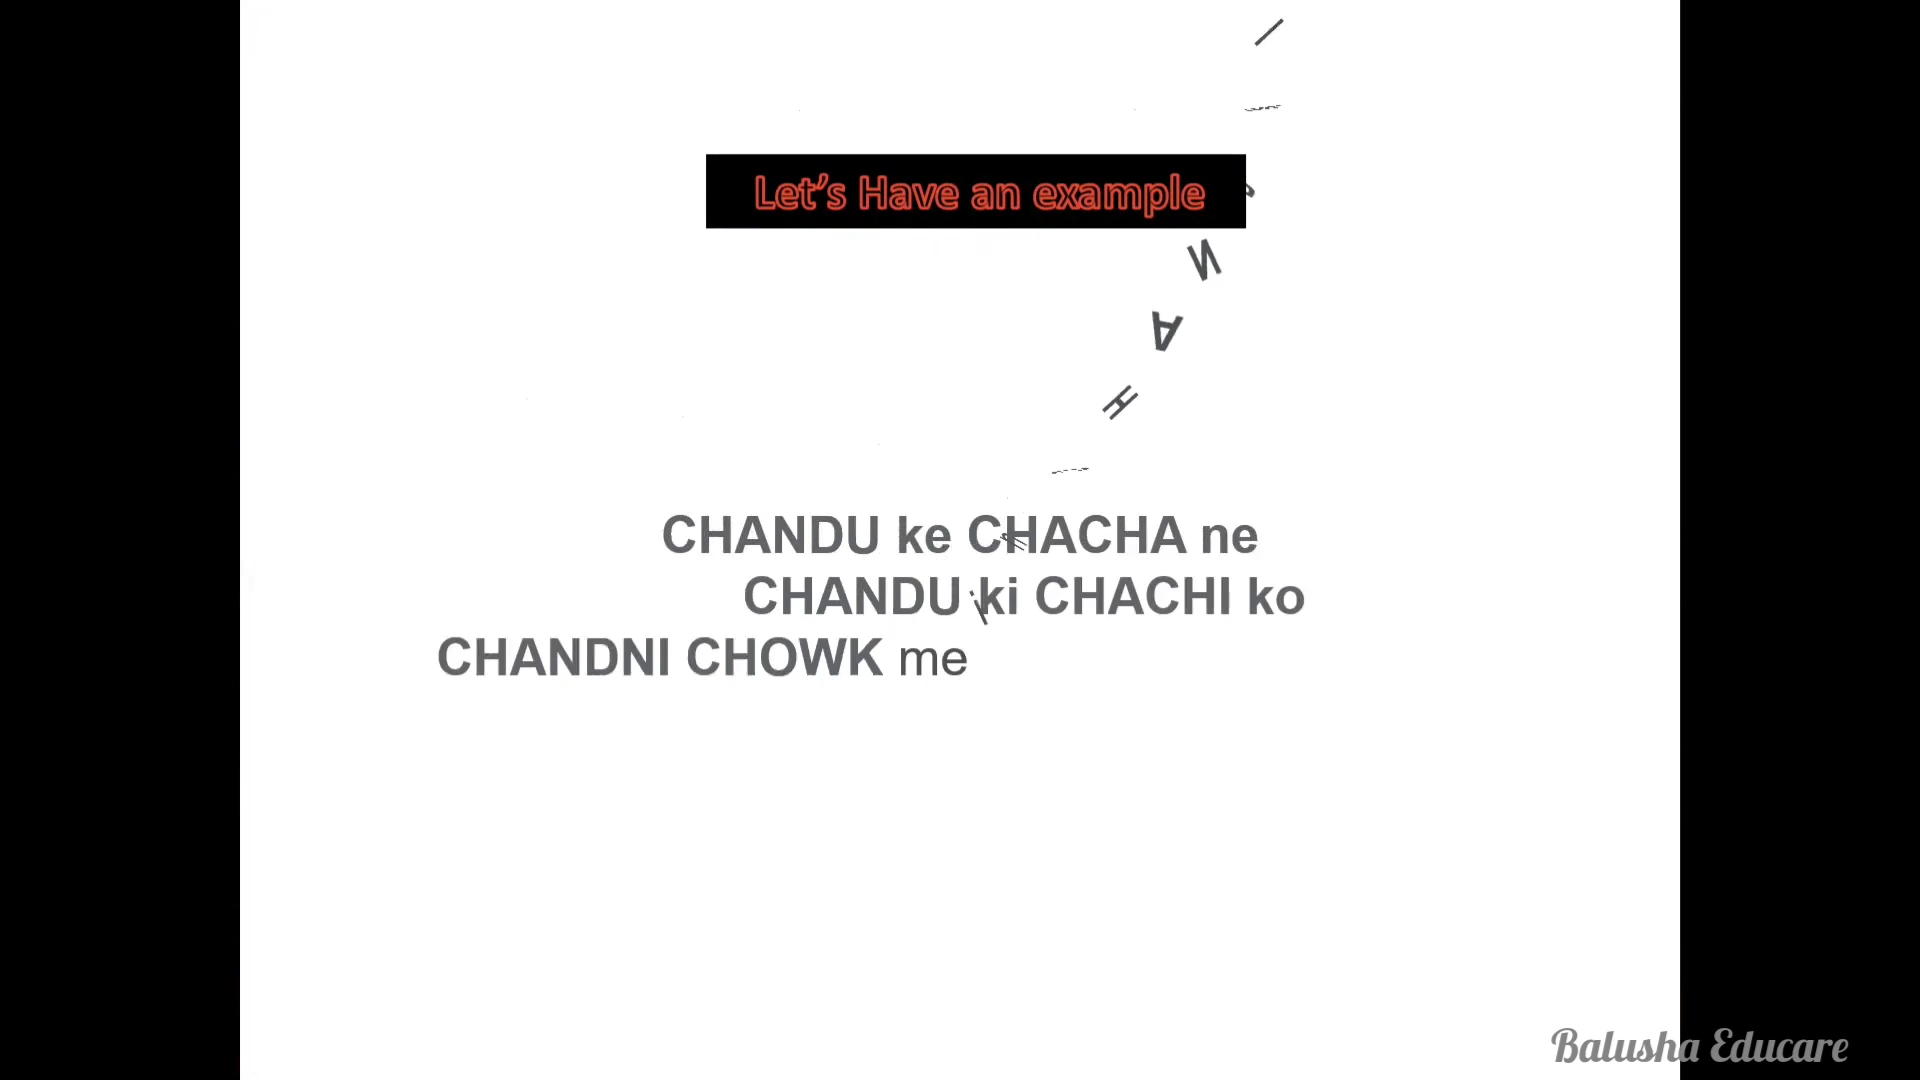 Let's Have an example
CHANDU ke CHACHA ne
CHANDU ki CHACHI ko
CHANDNI CHOWK me
Balusha Educare